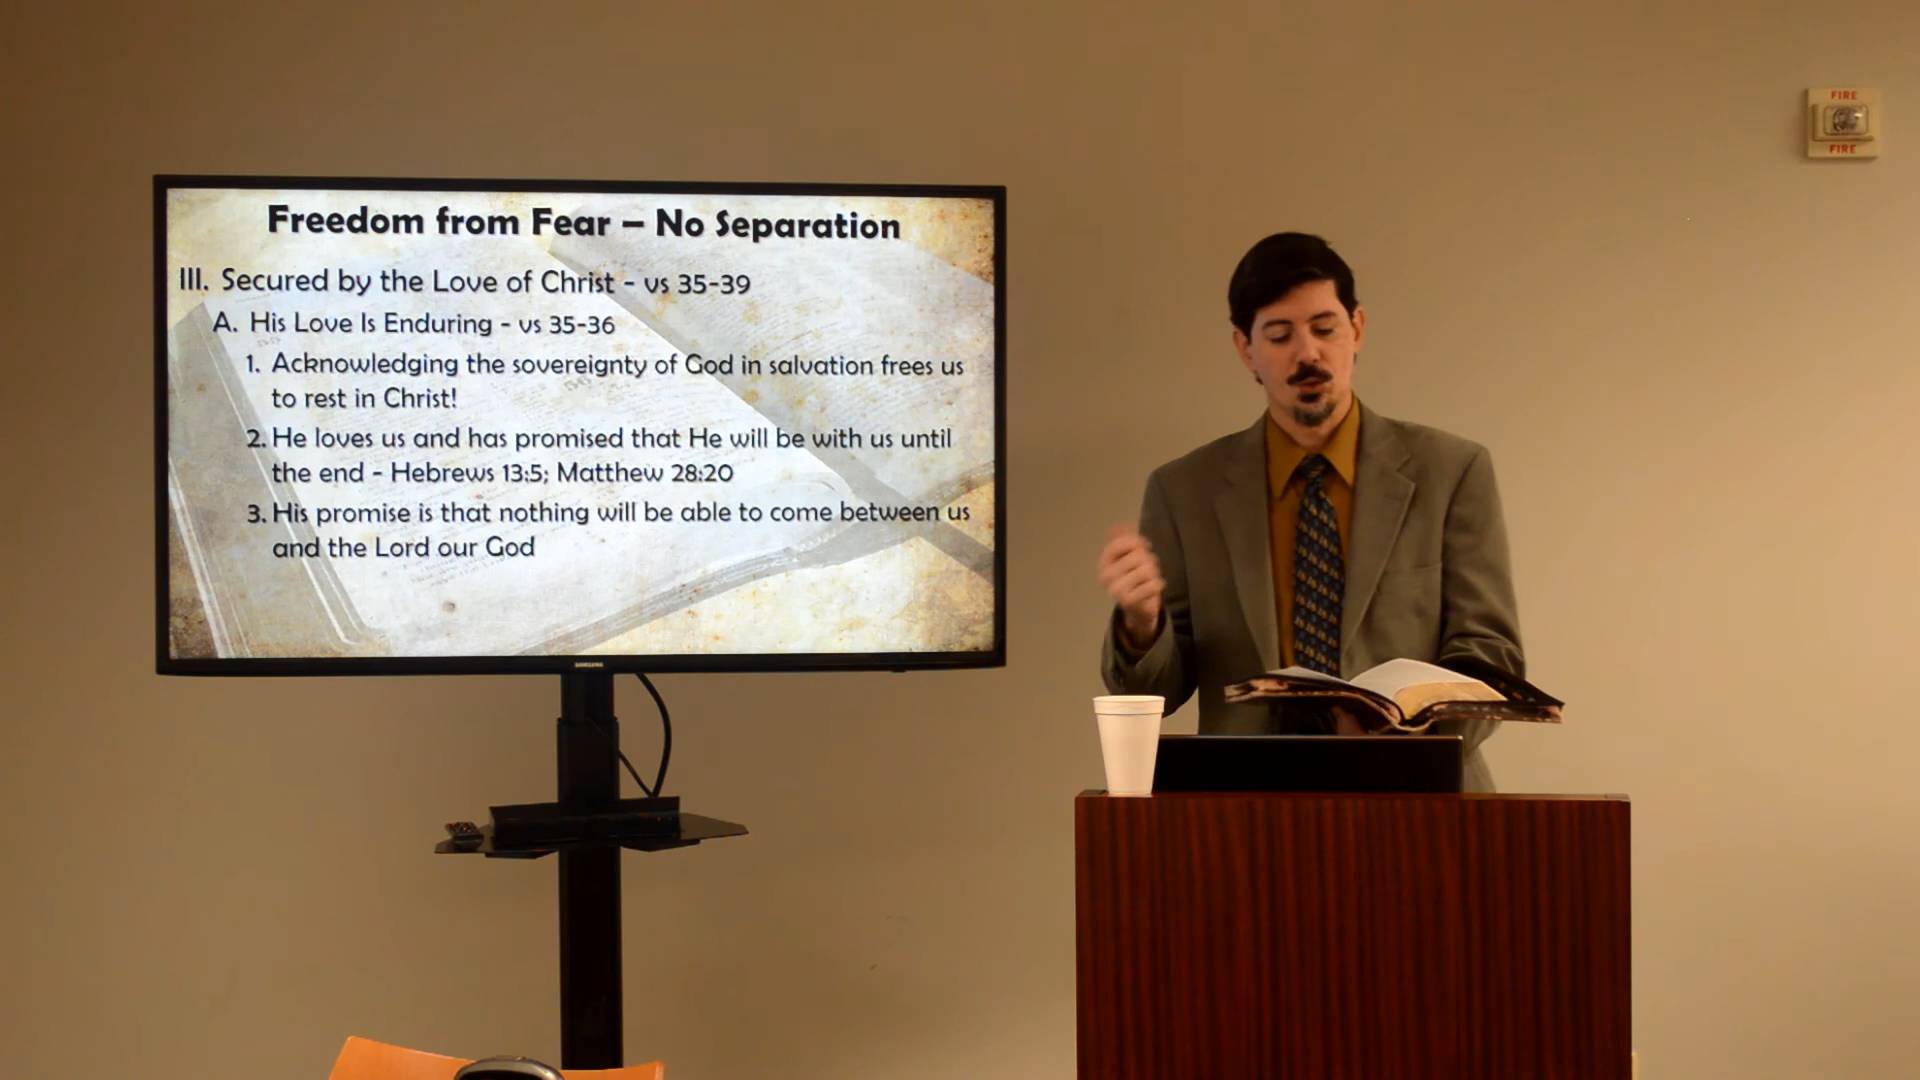 Freedom from Fear – No Separation
III. Secured by the Love of Christ - vs 35-39
A. His Love Is Enduring - vs 35-36
1. Acknowledging the sovereignty of God in salvation frees us
to rest in Christ!
2. He loves us and has promised that He will be with us until
the end - Hebrews 13:5; Matthew 28:20
3. His promise is that nothing will be able to come between us
and the Lord our God
SAMSUNG
FIRE
FIRE